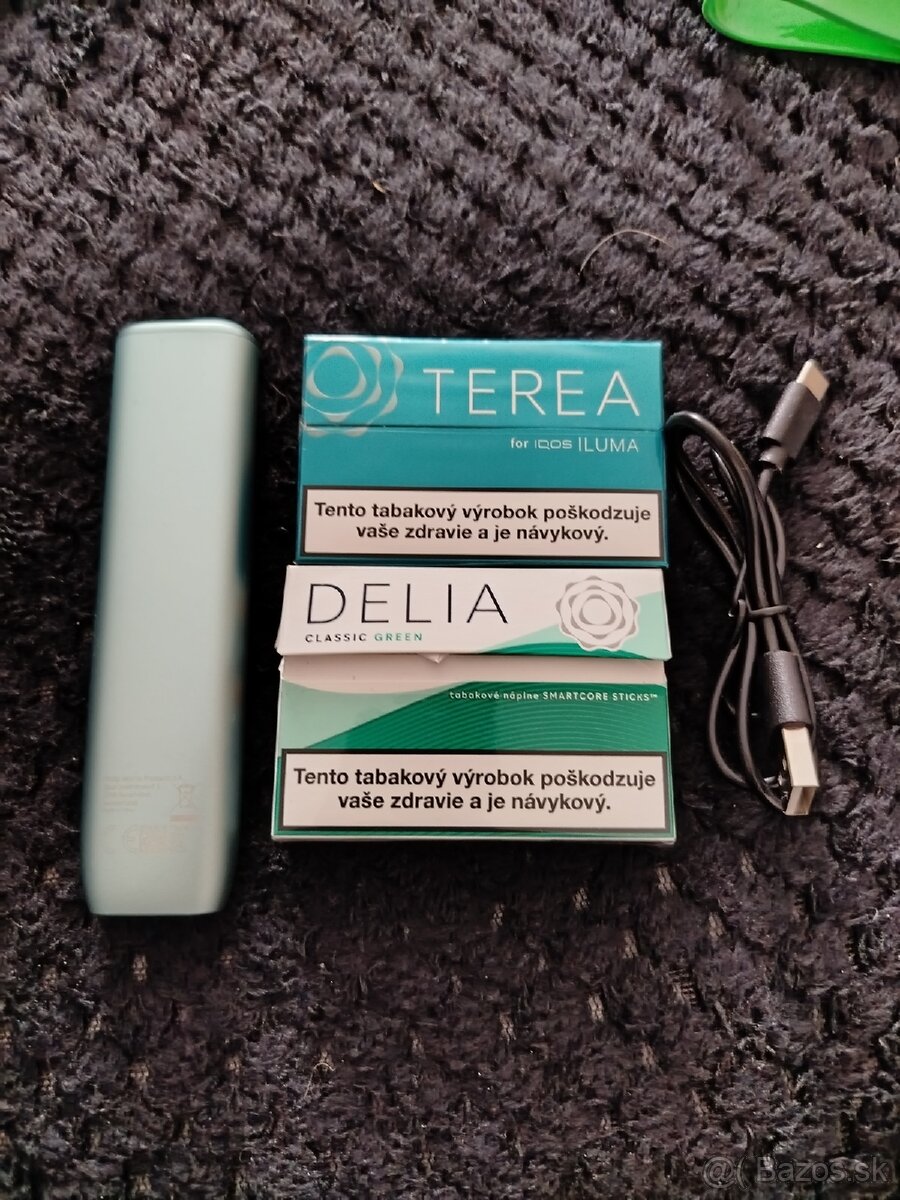 TEREA
for IQOS ILUMA
Tento tabakový výrobok poškodzuje
vaše zdravie a je návykový.
DELIA
CLASSIC GREEN
tabakové náplne SMARTCORE STICKS™
Tento tabakový výrobok poškodzuje
vaše zdravie a je návykový.
@( Bazos.sk